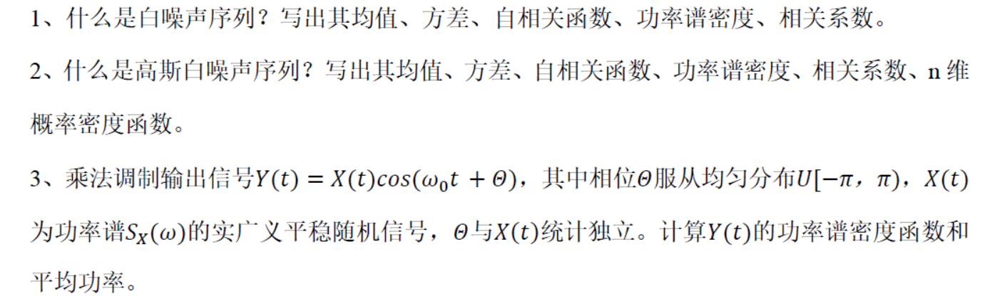 1、什么是白噪声序列？写出其均值、方差、自相关函数、功率谱密度、相关系数。
2、什么是高斯白噪声序列？写出其均值、方差、自相关函数、功率谱密度、相关系数、n 维
概率密度函数。
3、乘法调制输出信号Y(t) = X(t)cos(ω₀t + Θ)，其中相位Θ服从均匀分布U[−π，π)，X(t)
为功率谱S_X(ω)的实广义平稳随机信号，Θ与X(t)统计独立。计算Y(t)的功率谱密度函数和
平均功率。